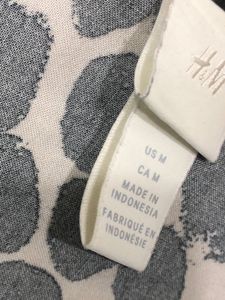 H&M
US M
CA M
MADE IN
INDONESIA
FABRIQUÉ EN
INDONÉSIE